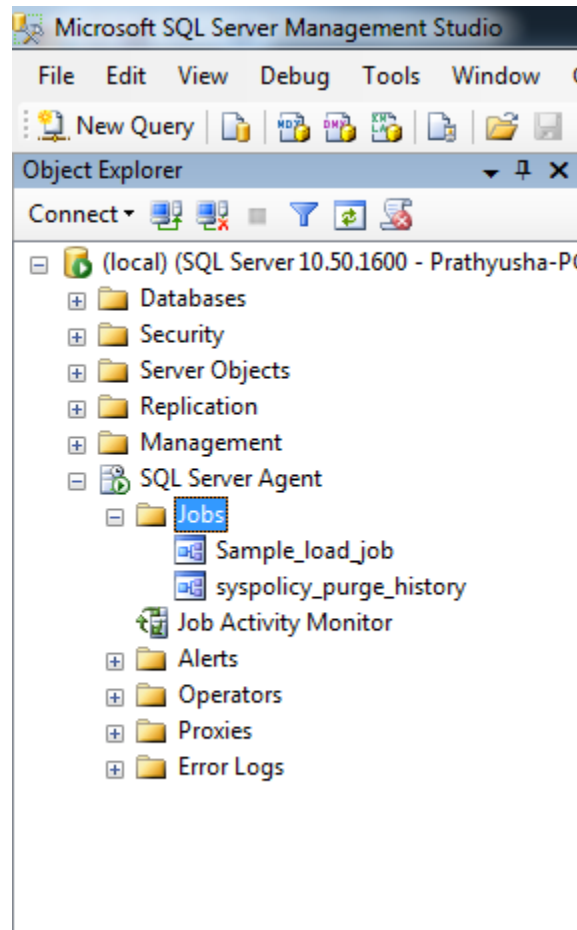 Microsoft SQL Server Management Studio
File Edit View Debug Tools Window
New Query
Object Explorer
Connect
(local) (SQL Server 10.50.1600 - Prathyusha-P
Databases
Security
Server Objects
Replication
Management
SQL Server Agent
Jobs
Sample_load_job
syspolicy_purge_history
Job Activity Monitor
Alerts
Operators
Proxies
Error Logs